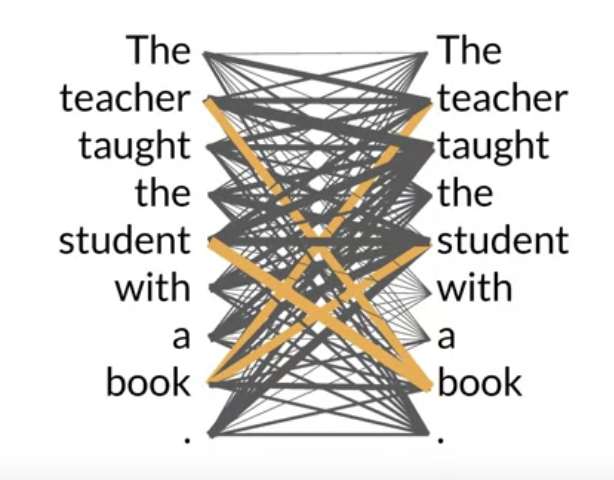 The The
teacher teacher
taught taught
the the
student student
with with
a a
book book
. .